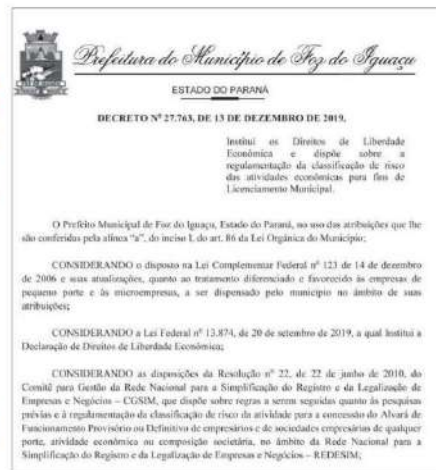 Prefeitura do Município de Foz do Iguaçu
ESTADO DO PARANÁ
DECRETO Nº 27.763, DE 13 DE DEZEMBRO DE 2019.
Institui os Direitos de Liberdade
Econômica e dispõe sobre a
regulamentação da classificação de risco
das atividades econômicas para fins de
Licenciamento Municipal.
O Prefeito Municipal de Foz do Iguaçu, Estado do Paraná, no uso das atribuições que lhe
são conferidas pela alínea "a", do inciso I, do art. 86 da Lei Orgânica do Município;
CONSIDERANDO o disposto na Lei Complementar Federal nº 123 de 14 de dezembro
de 2006 e suas atualizações, quanto ao tratamento diferenciado e favorecido às empresas de
pequeno porte e às microempresas, a ser dispensado pelo município no âmbito de suas
atribuições;
CONSIDERANDO a Lei Federal nº 13.874, de 20 de setembro de 2019, a qual Institui a
Declaração de Direitos de Liberdade Econômica;
CONSIDERANDO as disposições da Resolução nº 22, de 22 de junho de 2010, do
Comitê para Gestão da Rede Nacional para a Simplificação do Registro e da Legalização de
Empresas e Negócios – CGSIM, que dispõe sobre regras a serem seguidas quanto às pesquisas
prévias e à regulamentação da classificação de risco da atividade para a concessão do Alvará de
Funcionamento Provisório ou Definitivo de empresários e de sociedades empresárias de qualquer
porte, atividade econômica ou composição societária, no âmbito da Rede Nacional para a
Simplificação do Registro e da Legalização de Empresas e Negócios – REDESIM;